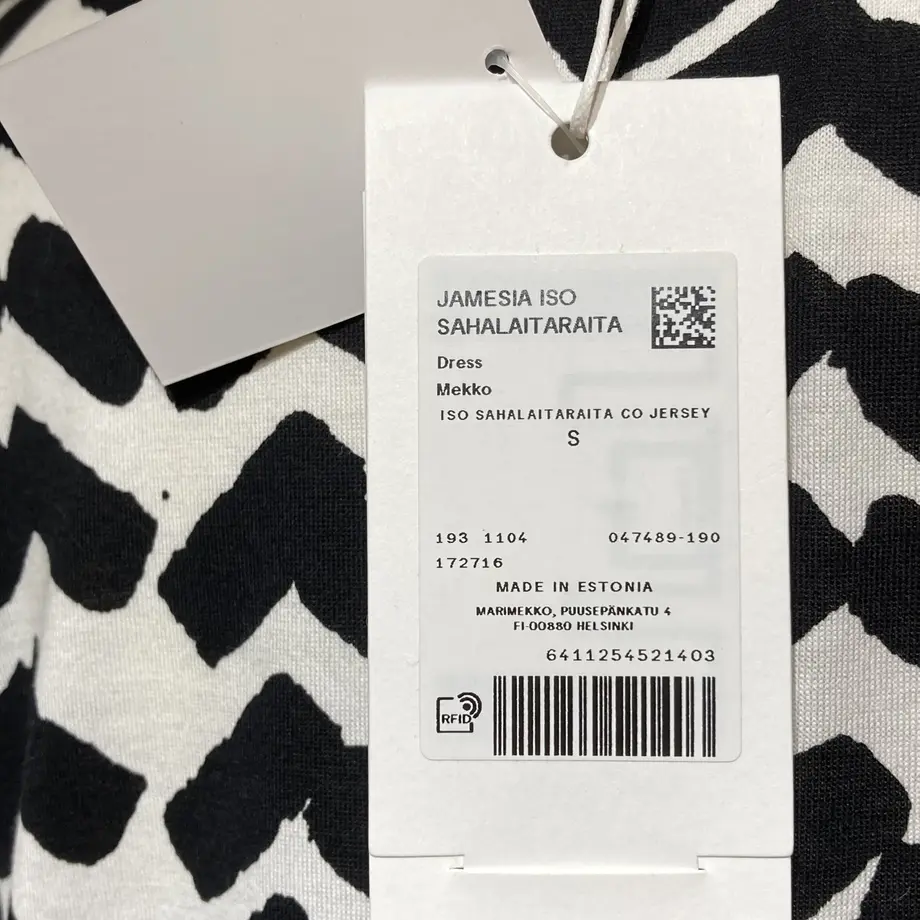 JAMESIA ISO
SAHALAITARAITA
Dress
Mekko
ISO SAHALAITARAITA CO JERSEY
S
193 1104 047489-190
172716
MADE IN ESTONIA
MARIMEKKO, PUUSEPÄNKATU 4
FI-00880 HELSINKI
6411254521403
RFID